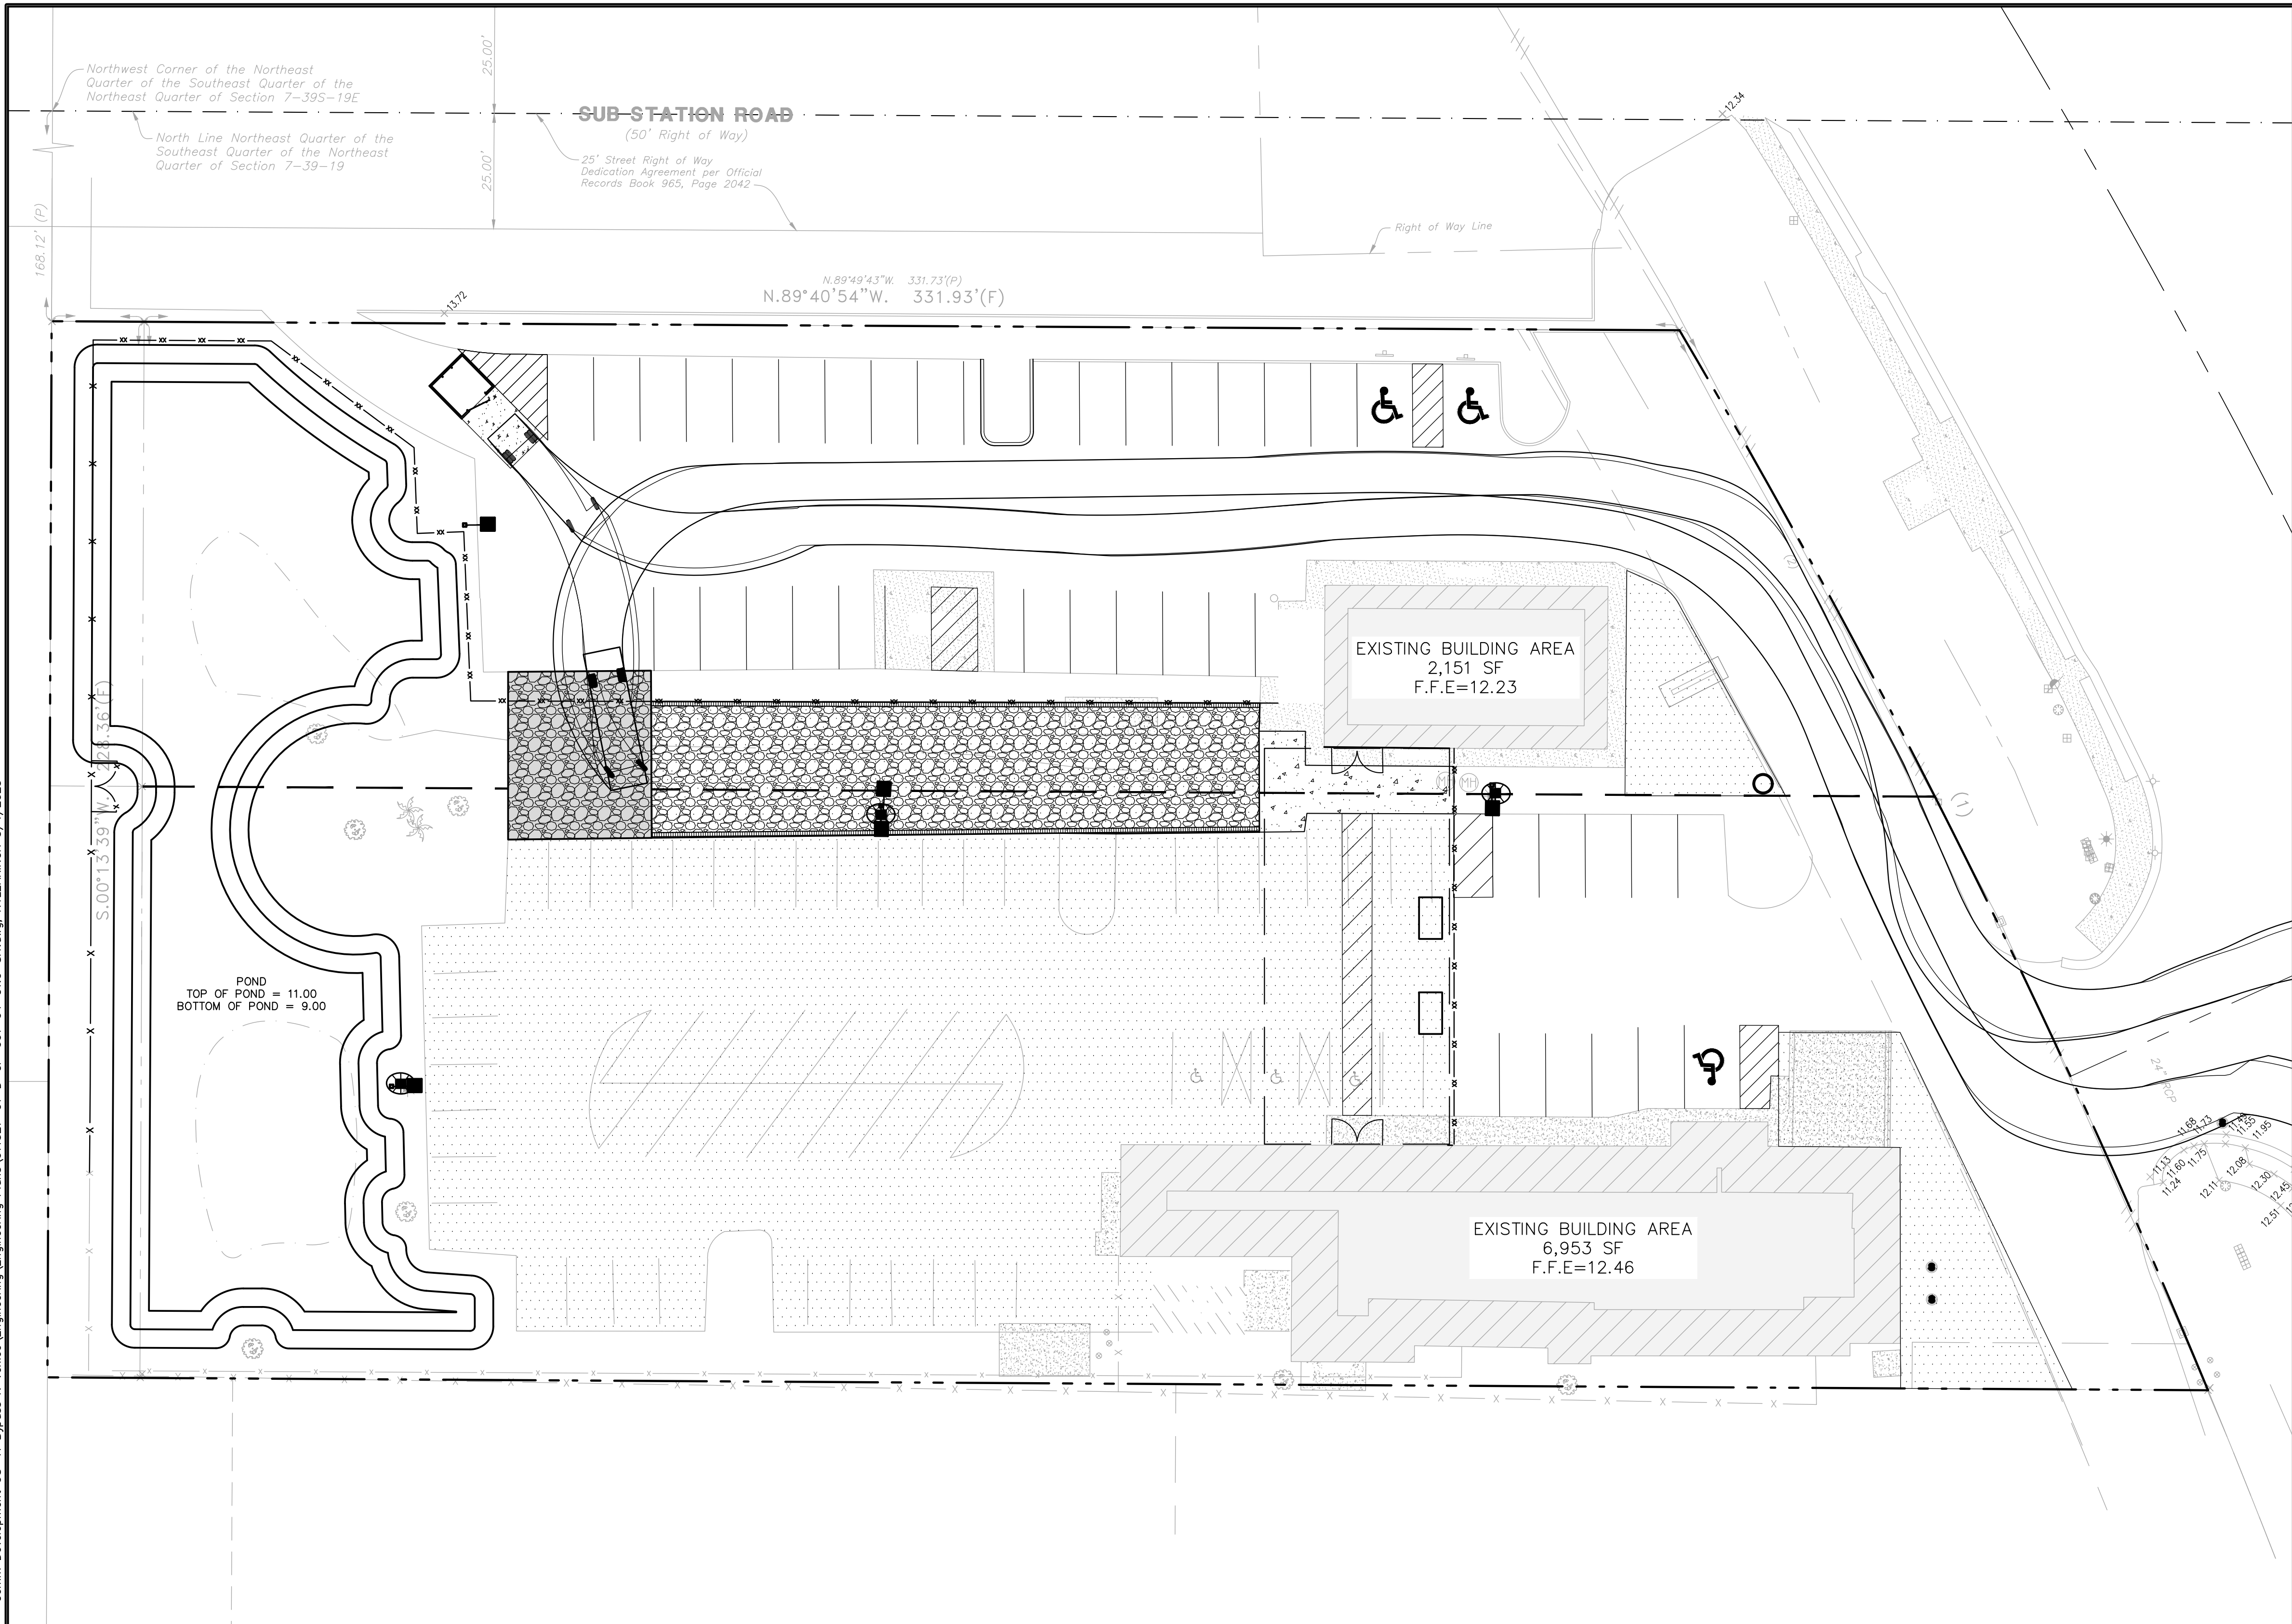 25.00'
Northwest Corner of the Northeast
Quarter of the Southeast Quarter of the
Northeast Quarter of Section 7-39S-19E
12.34
SUB STATION ROAD
(50' Right of Way)
North Line Northeast Quarter of the
Southeast Quarter of the Northeast
Quarter of Section 7-39-19
25.00'
25' Street Right of Way
Dedication Agreement per Official
Records Book 965, Page 2042
168.12' (P)
Right of Way Line
N.89°49'43"W. 331.73'(P)
N.89°40'54"W. 331.93'(F)
13.72
(2)
EXISTING BUILDING AREA
2,151 SF
F.F.E=12.23
S.00°13'39"W. 228.36'(F)
MH
MH
(1)
POND
TOP OF POND = 11.00
BOTTOM OF POND = 9.00
24" RCP
11.68
11.73
11.55
11.95
11.13
11.60
11.75
11.24
12.08
12.11
12.30
12.45
12.51
EXISTING BUILDING AREA
6,953 SF
F.F.E=12.46